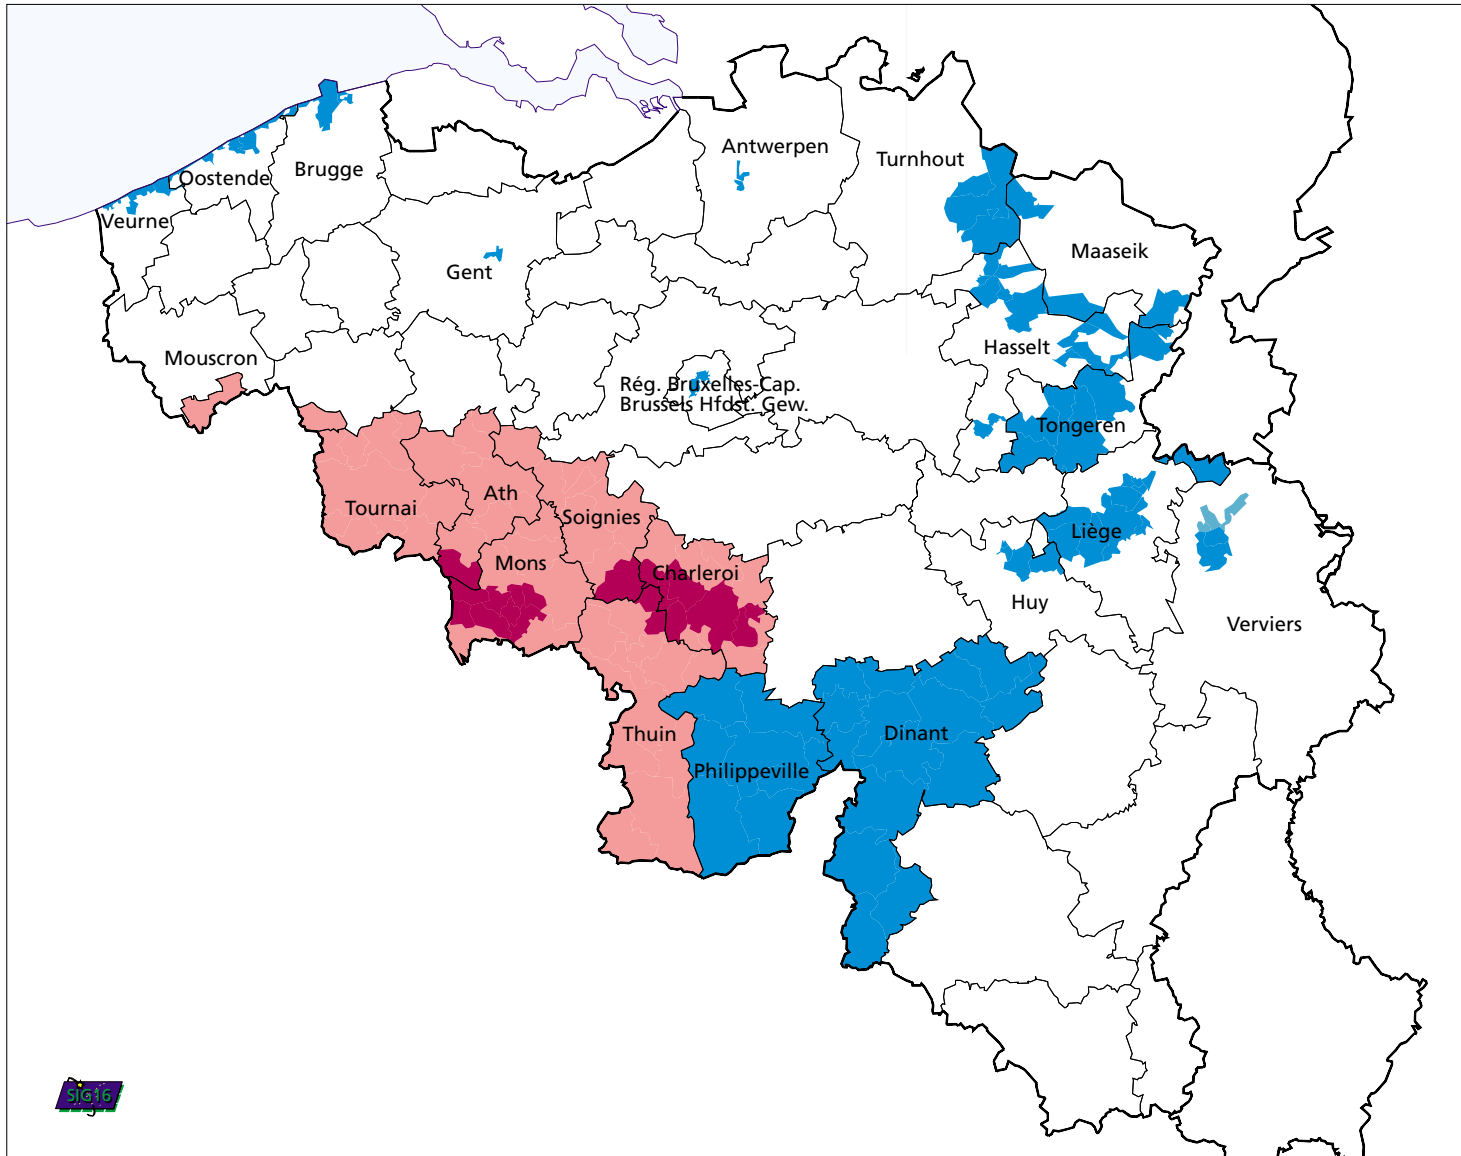 Antwerpen
Turnhout
Brugge
Oostende
Veurne
Maaseik
Gent
Hasselt
Mouscron
Rég. Bruxelles-Cap.
Brussels Hfdst. Gew.
Tongeren
Ath
Tournai
Soignies
Liège
Mons
Charleroi
Huy
Verviers
Thuin
Dinant
Philippeville
SIG16